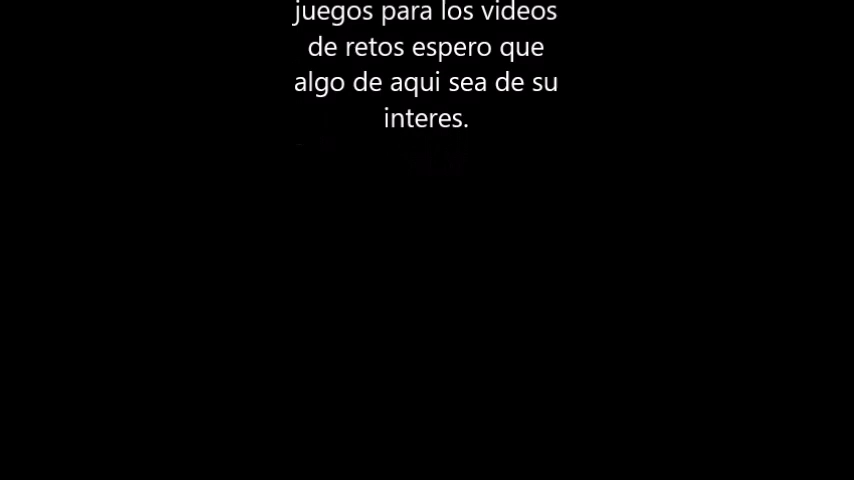 juegos para los videos
de retos espero que
algo de aqui sea de su
interes.